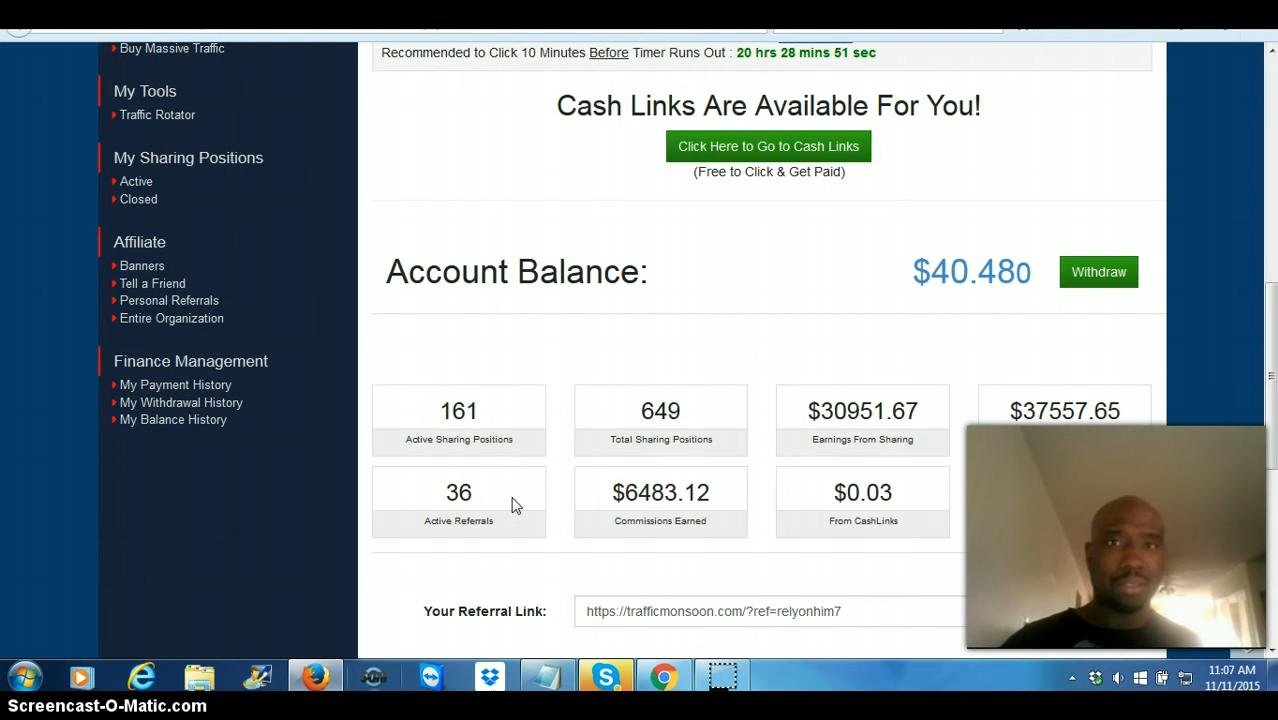 Buy Massive Traffic
My Tools
Traffic Rotator
My Sharing Positions
Active
Closed
Affiliate
Banners
Tell a Friend
Personal Referrals
Entire Organization
Finance Management
My Payment History
My Withdrawal History
My Balance History
Recommended to Click 10 Minutes Before Timer Runs Out : 20 hrs 28 mins 51 sec
Cash Links Are Available For You!
Click Here to Go to Cash Links
(Free to Click & Get Paid)
Account Balance: $40.480 Withdraw
161 649 $30951.67 $37557.65
Active Sharing Positions Total Sharing Positions Earnings From Sharing
36 $6483.12 $0.03
Active Referrals Commissions Earned From CashLinks
Your Referral Link: https://trafficmonsoon.com/?ref=relyonhim7
11:07 AM
11/11/2015
Screencast-O-Matic.com